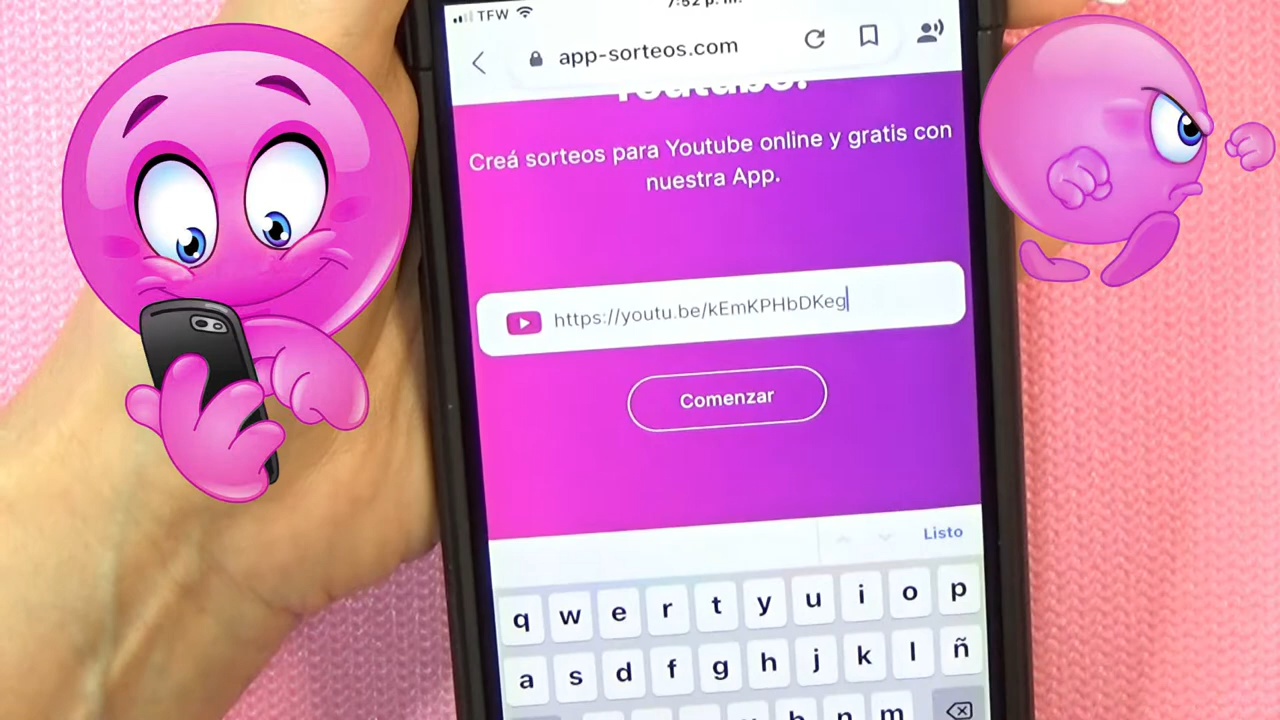 TFW
app-sorteos.com
Youtube.
Creá sorteos para Youtube online y gratis con
nuestra App.
https://youtu.be/kEmKPHbDKeg
Comenzar
Listo
q w e r t y u i o p
a s d f g h j k l ñ
b n m